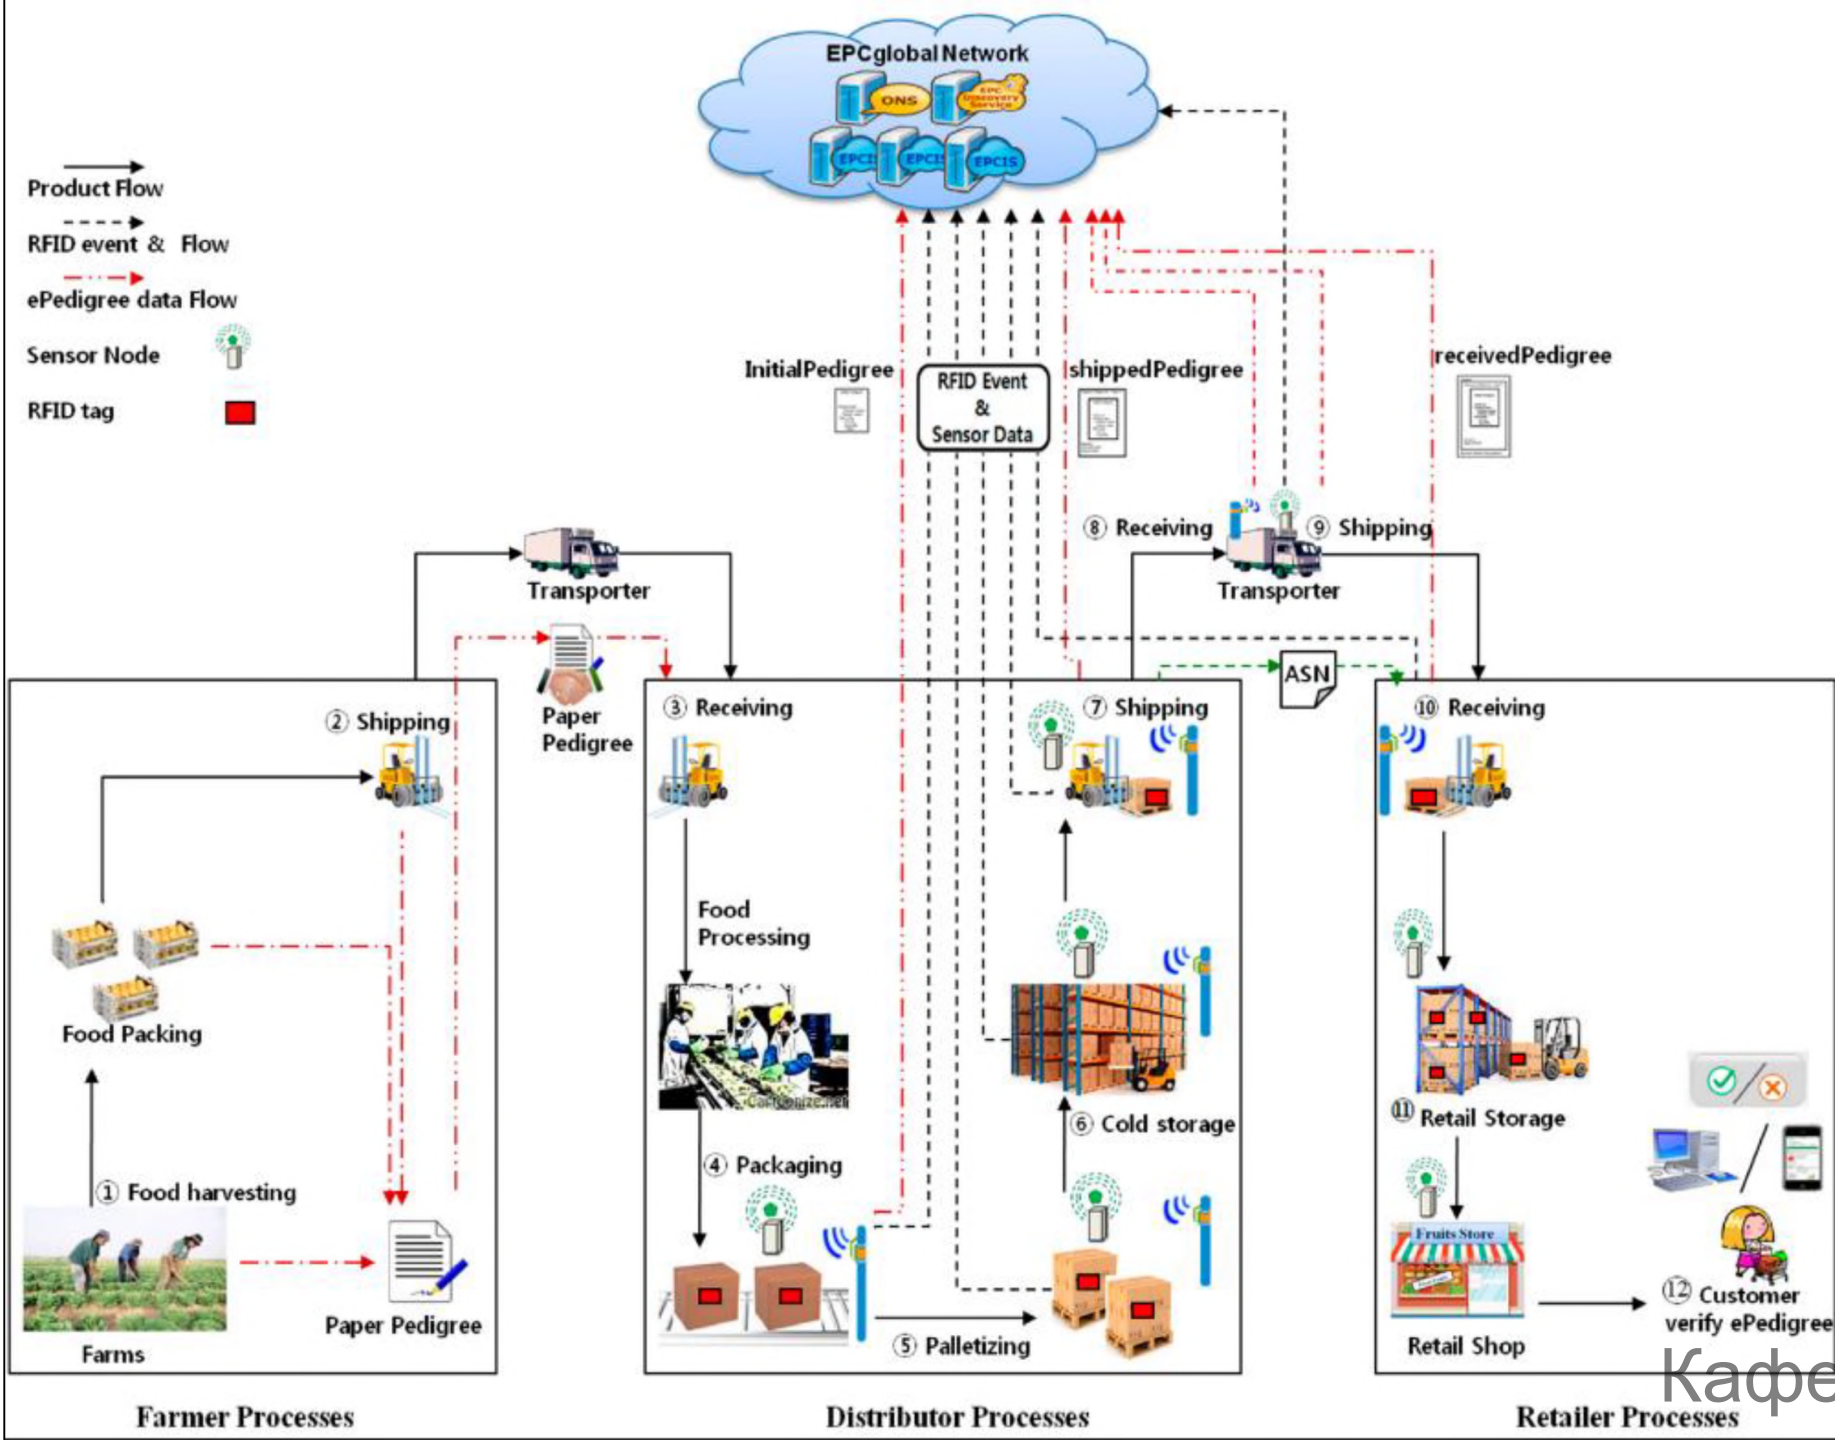 EPCglobal Network
ONS
EPC
Discovery
Service
EPCIS
EPCIS
EPCIS
Product Flow
RFID event & Flow
ePedigree data Flow
Sensor Node
RFID tag
InitialPedigree
RFID Event
&
Sensor Data
shippedPedigree
receivedPedigree
Transporter
⑧ Receiving
⑨ Shipping
Transporter
Paper
Pedigree
ASN
② Shipping
Food Packing
① Food harvesting
Farms
Paper Pedigree
Farmer Processes
③ Receiving
Food
Processing
Cartoonize.net
④ Packaging
⑤ Palletizing
⑥ Cold storage
⑦ Shipping
Distributor Processes
⑩ Receiving
⑪ Retail Storage
Fruits Store
Retail Shop
⑫ Customer
verify ePedigree
Кафе
Retailer Processes